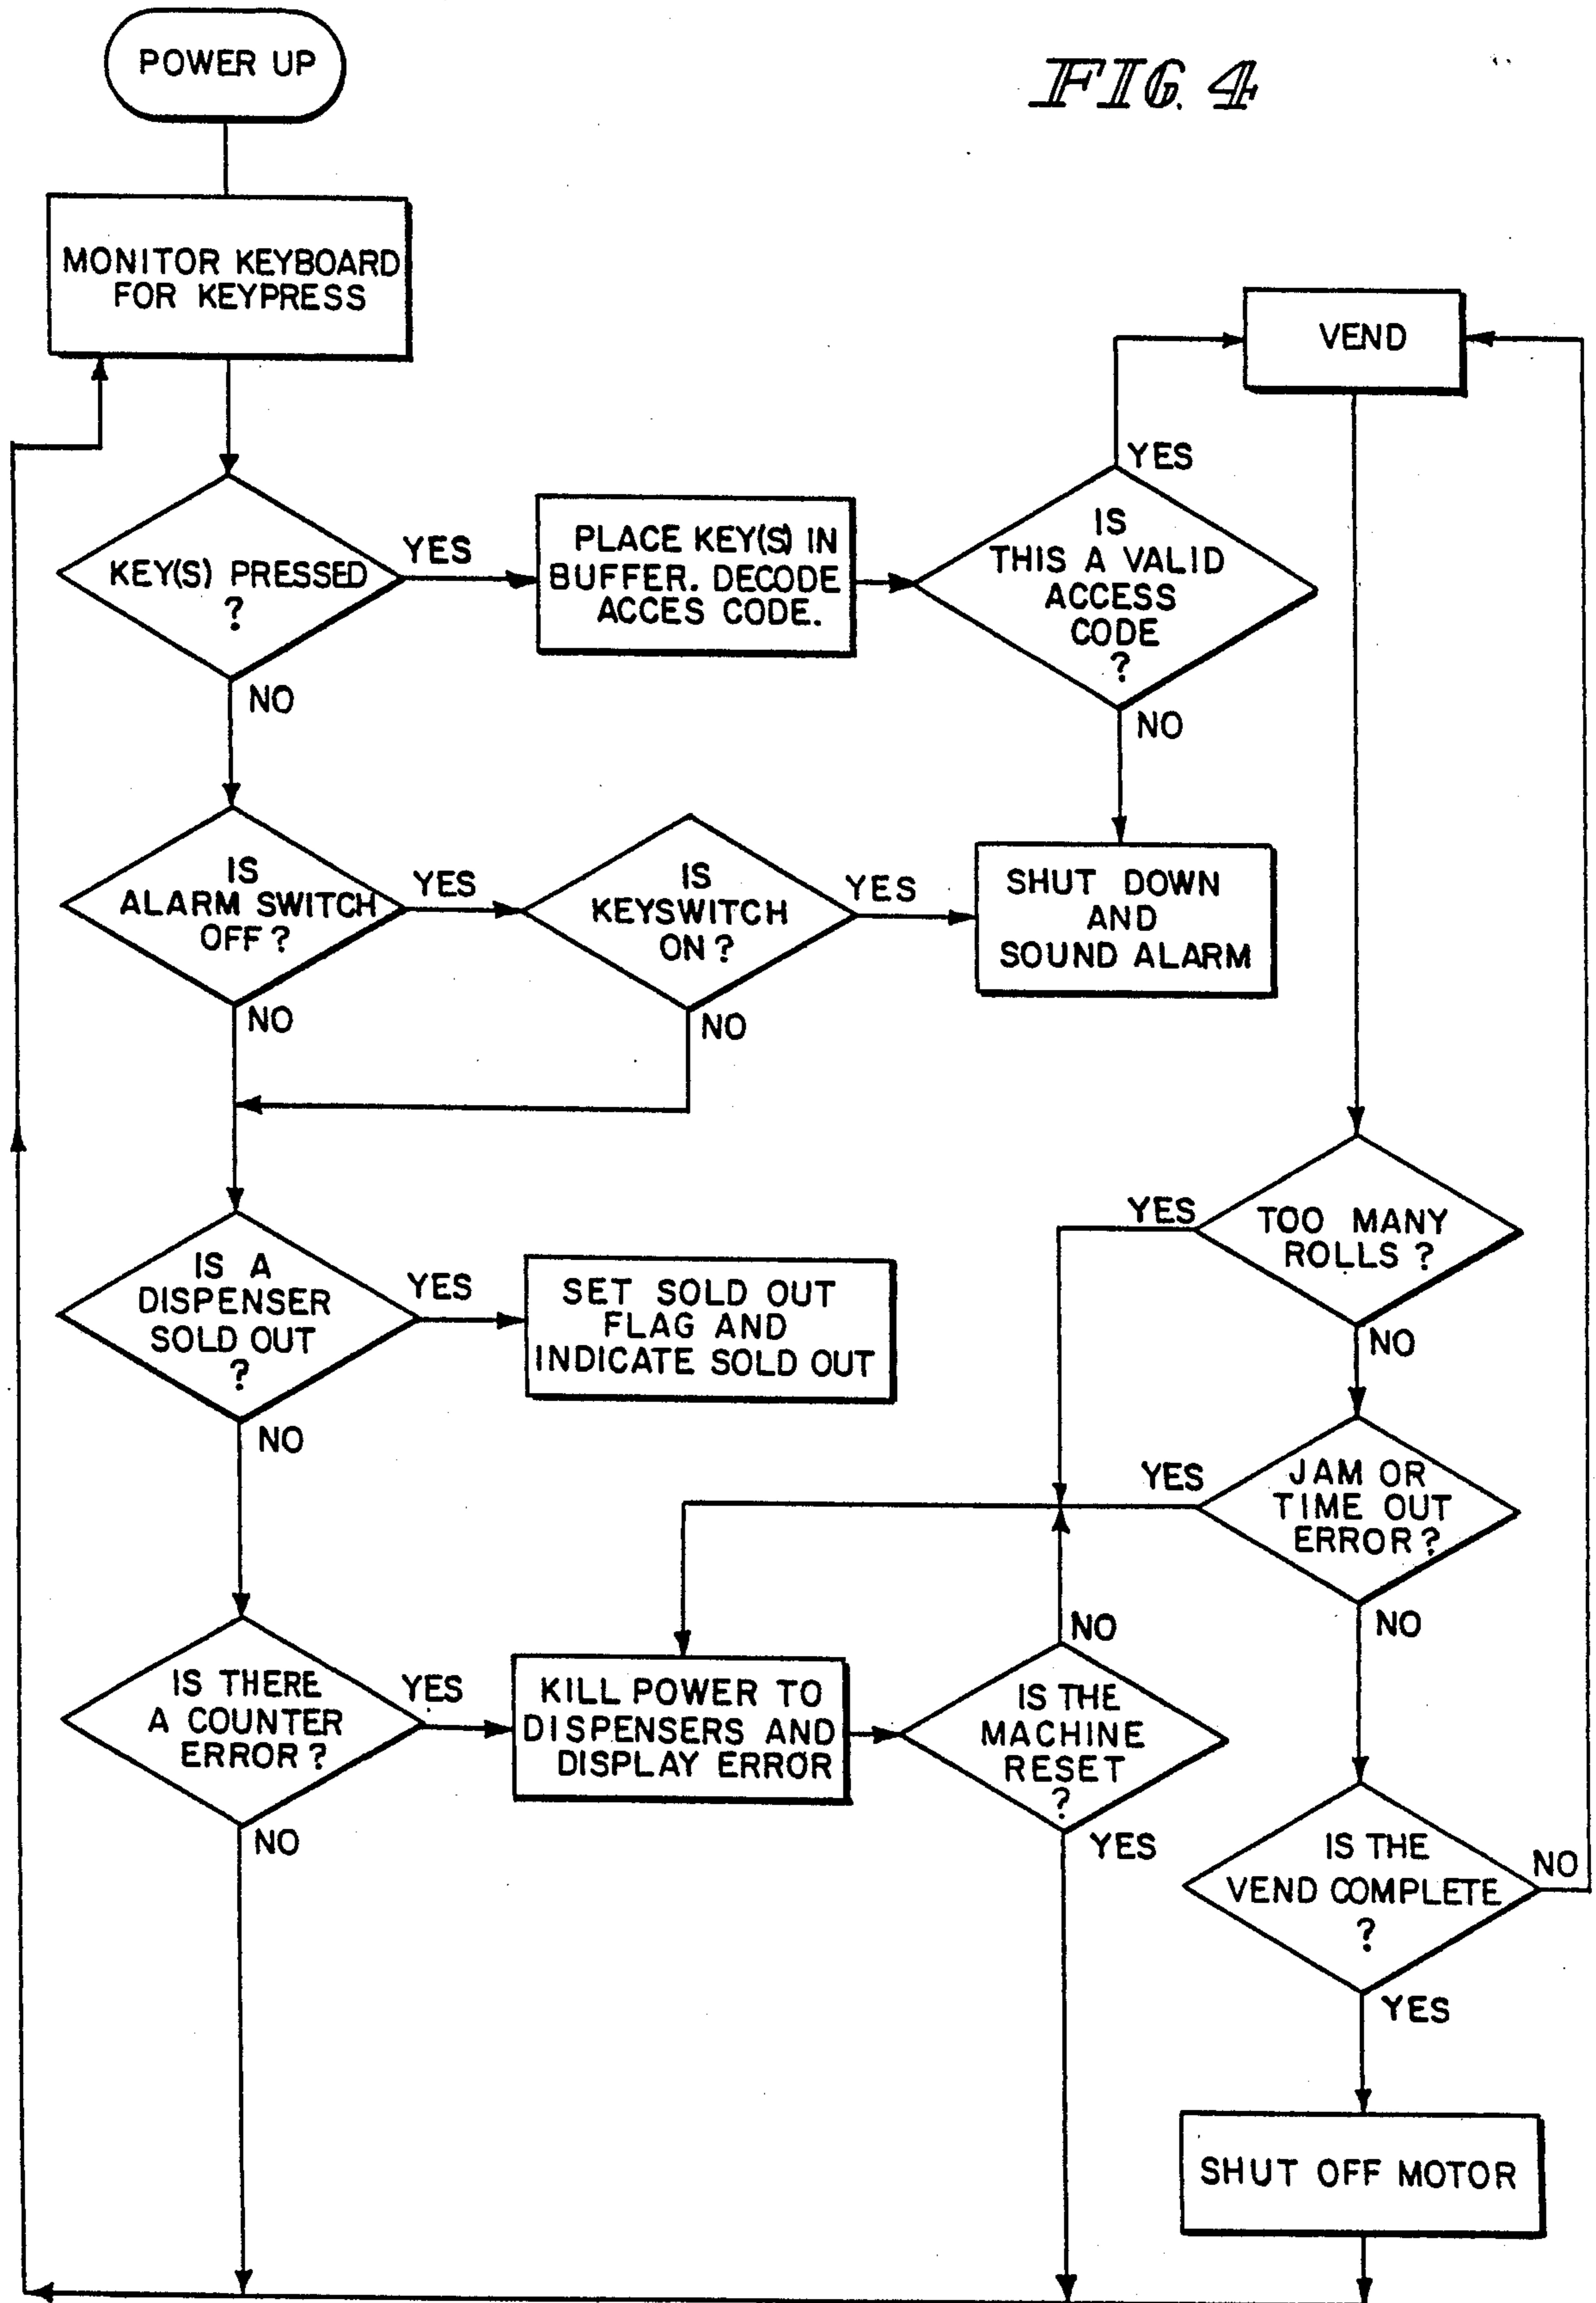 FIG. 4
POWER UP
MONITOR KEYBOARD
FOR KEYPRESS
VEND
KEY(S) PRESSED
?
YES
NO
PLACE KEY(S) IN
BUFFER. DECODE
ACCES CODE.
IS
THIS A VALID
ACCESS
CODE
?
YES
NO
IS
ALARM SWITCH
OFF?
YES
NO
IS
KEYSWITCH
ON?
YES
NO
SHUT DOWN
AND
SOUND ALARM
TOO MANY
ROLLS ?
YES
NO
IS A
DISPENSER
SOLD OUT
?
YES
NO
SET SOLD OUT
FLAG AND
INDICATE SOLD OUT
JAM OR
TIME OUT
ERROR?
YES
NO
IS THERE
A COUNTER
ERROR?
YES
NO
KILL POWER TO
DISPENSERS AND
DISPLAY ERROR
IS THE
MACHINE
RESET
?
NO
YES
IS THE
VEND COMPLETE
?
NO
YES
SHUT OFF MOTOR